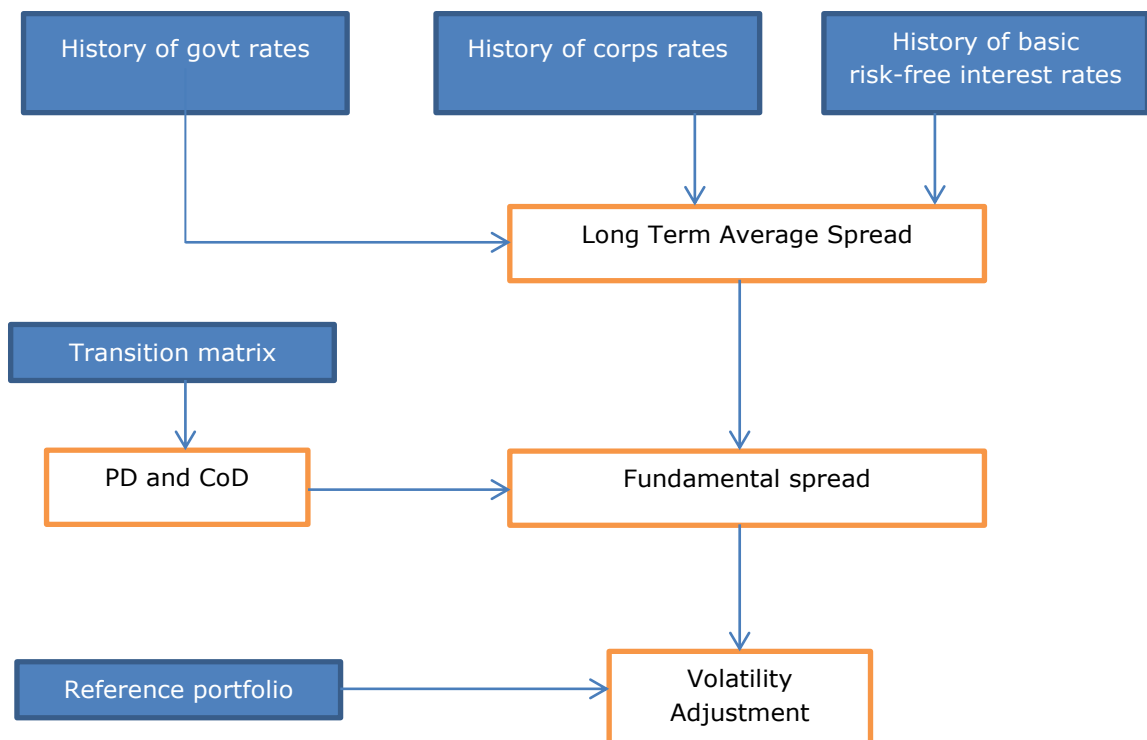 History of govt rates
History of corps rates
History of basic
risk-free interest rates
Long Term Average Spread
Transition matrix
PD and CoD
Fundamental spread
Reference portfolio
Volatility
Adjustment